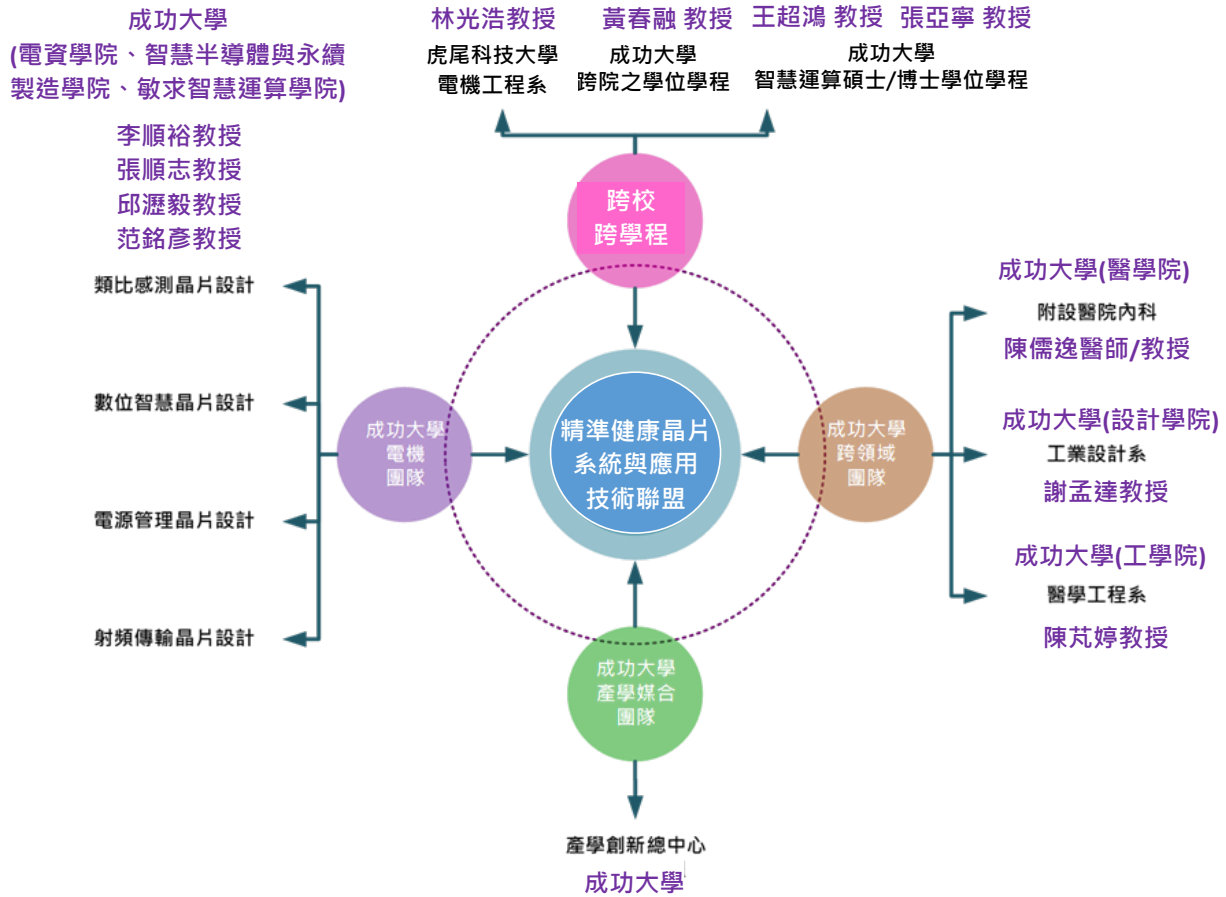 成功大學
(電資學院、智慧半導體與永續
製造學院、敏求智慧運算學院)
李順裕教授
張順志教授
邱瀝毅教授
范銘彥教授
林光浩教授
虎尾科技大學
電機工程系
黃春融 教授
成功大學
跨院之學位學程
王超鴻 教授 張亞寧 教授
成功大學
智慧運算碩士/博士學位學程
跨校
跨學程
類比感測晶片設計
數位智慧晶片設計
電源管理晶片設計
射頻傳輸晶片設計
成功大學
電機
團隊
精準健康晶片
系統與應用
技術聯盟
成功大學
跨領域
團隊
成功大學(醫學院)
附設醫院內科
陳儒逸醫師/教授
成功大學(設計學院)
工業設計系
謝孟達教授
成功大學(工學院)
醫學工程系
陳芃婷教授
成功大學
產學媒合
團隊
產學創新總中心
成功大學